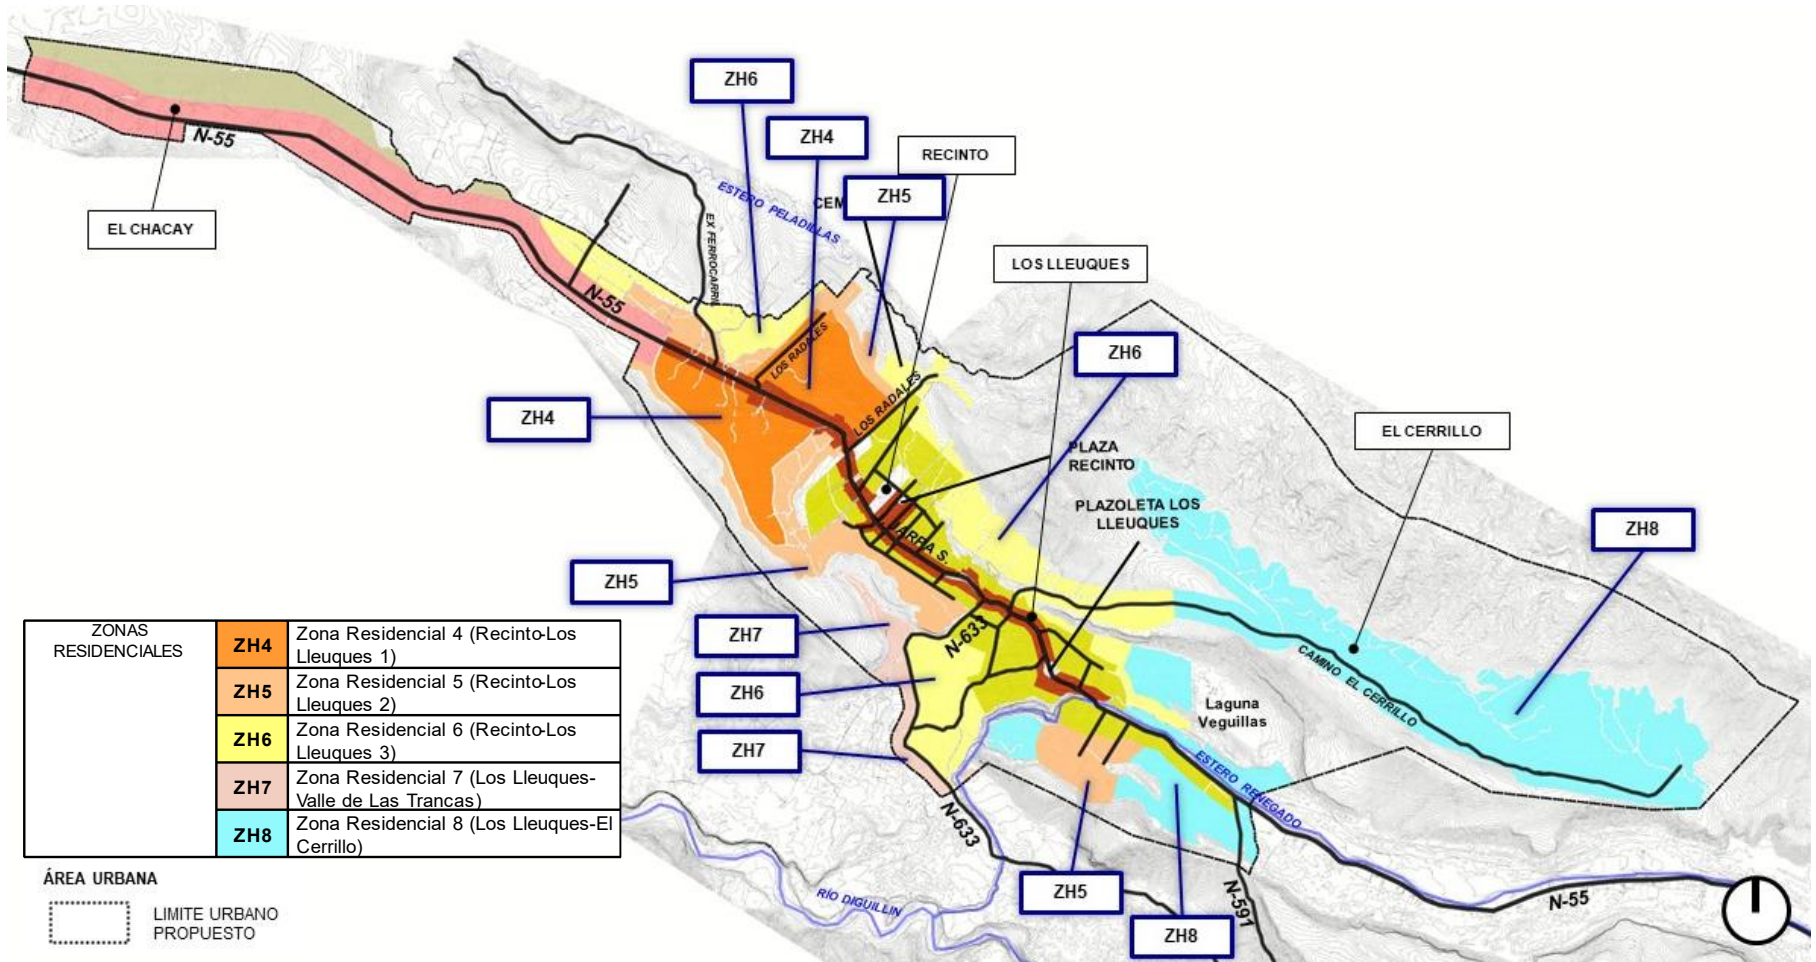 ZH6
ZH4
RECINTO
N-55
ESTERO PELADILLAS
CEM
ZH5
EL CHACAY
EX FERROCARRIL
LOS LLEUQUES
N-55
LOS RADALES
ZH6
LOS RADALES
ZH4
EL CERRILLO
PLAZA
RECINTO
PLAZOLETA LOS
LLEUQUES
ZH8
ARPA S.
ZH5
ZH7
N-633
ZH6
CAMINO EL CERRILLO
Laguna
Veguillas
ZH7
ESTERO RENEGADO
N-633
RÍO DIGUILLIN
ZH5
N-591
N-55
ZH8
ZONAS
RESIDENCIALES
ZH4
Zona Residencial 4 (Recinto-Los
Lleuques 1)
ZH5
Zona Residencial 5 (Recinto-Los
Lleuques 2)
ZH6
Zona Residencial 6 (Recinto-Los
Lleuques 3)
ZH7
Zona Residencial 7 (Los Lleuques-
Valle de Las Trancas)
ZH8
Zona Residencial 8 (Los Lleuques-El
Cerrillo)
ÁREA URBANA
LIMITE URBANO
PROPUESTO